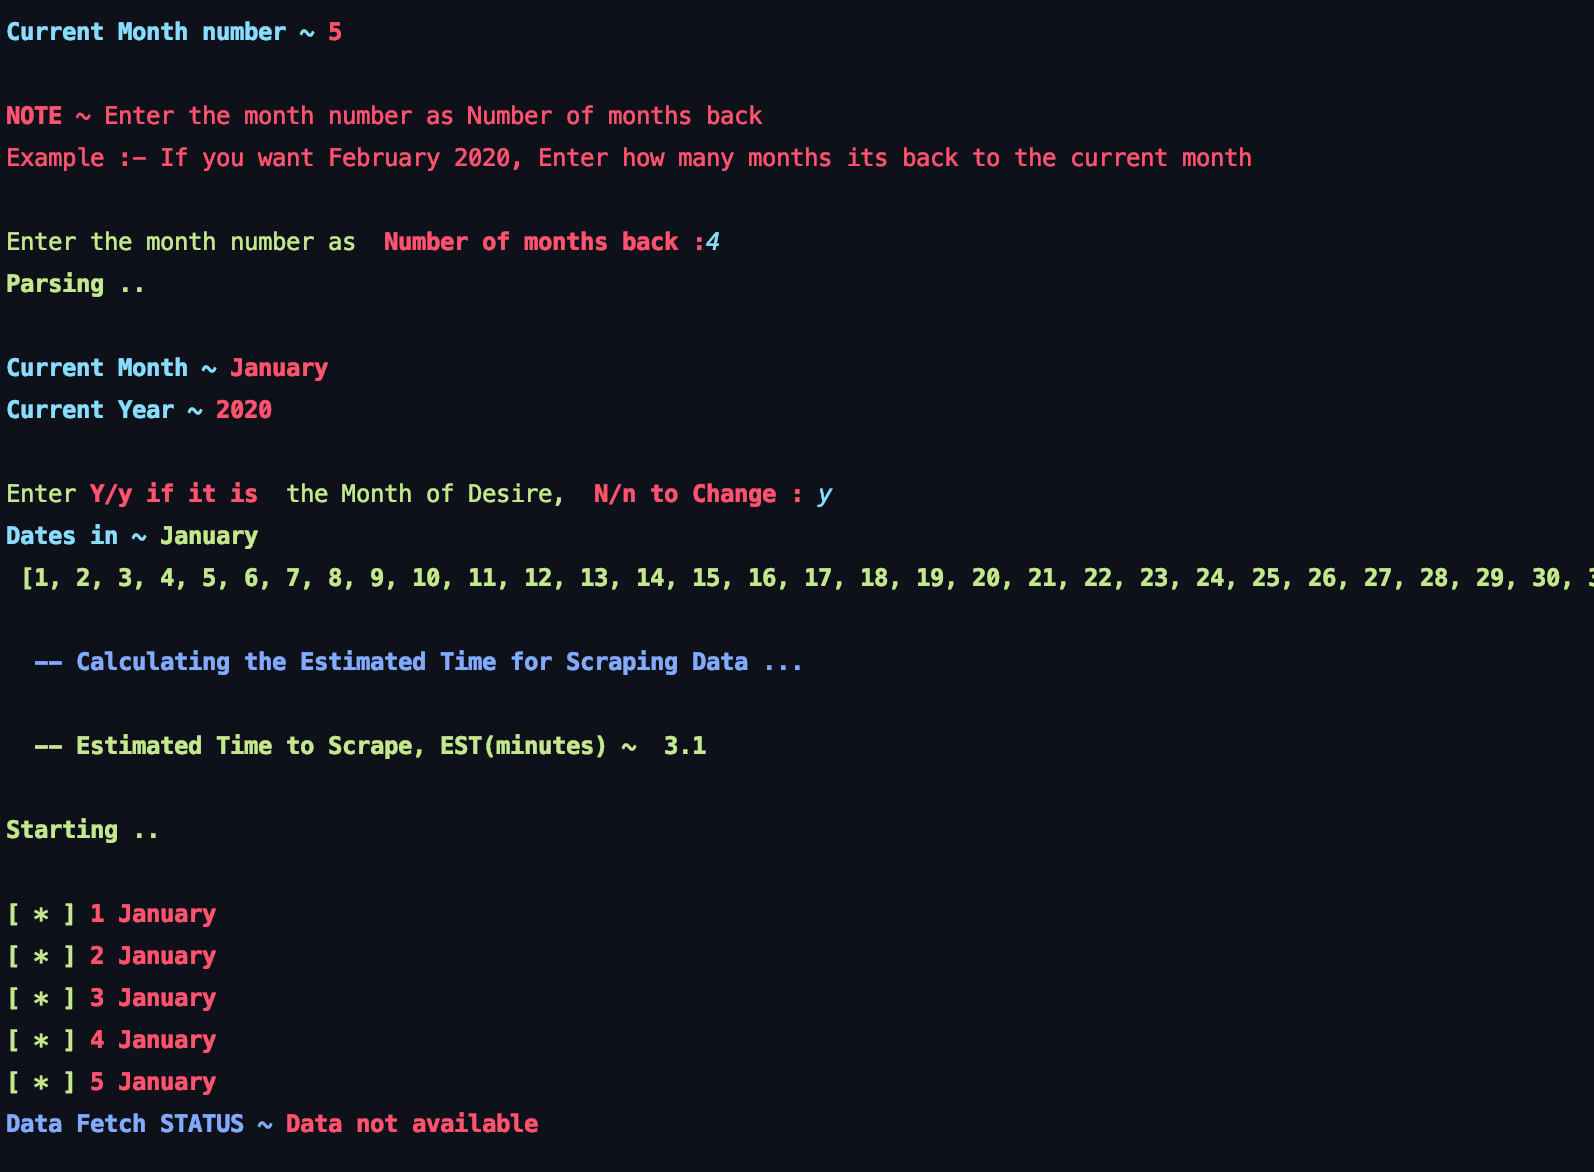 Current Month number ~ 5
NOTE ~ Enter the month number as Number of months back
Example :- If you want February 2020, Enter how many months its back to the current month
Enter the month number as  Number of months back :4
Parsing ..
Current Month ~ January
Current Year ~ 2020
Enter Y/y if it is  the Month of Desire,  N/n to Change : y
Dates in ~ January
[1, 2, 3, 4, 5, 6, 7, 8, 9, 10, 11, 12, 13, 14, 15, 16, 17, 18, 19, 20, 21, 22, 23, 24, 25, 26, 27, 28, 29, 30,
-- Calculating the Estimated Time for Scraping Data ...
-- Estimated Time to Scrape, EST(minutes) ~  3.1
Starting ..
[ * ] 1 January
[ * ] 2 January
[ * ] 3 January
[ * ] 4 January
[ * ] 5 January
Data Fetch STATUS ~ Data not available